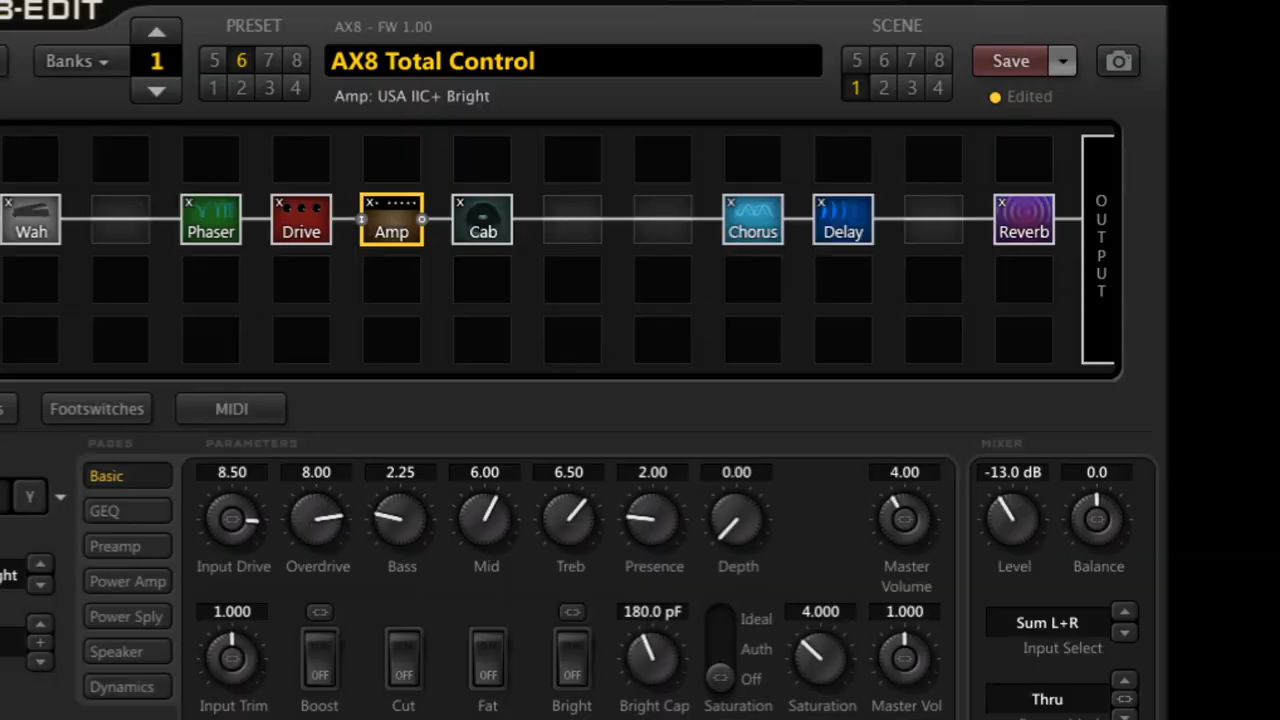 -EDIT
PRESET
AX8 - FW 1.00
SCENE
Banks
1
5 6 7 8
1 2 3 4
AX8 Total Control
Amp: USA IIC+ Bright
5 6 7 8
1 2 3 4
Save
Edited
X Wah
X Phaser
X Drive
X Amp
X Cab
X Chorus
X Delay
X Reverb
OUTPUT
s
Footswitches
MIDI
PAGES
PARAMETERS
MIXER
Y
ght
Basic
GEQ
Preamp
Power Amp
Power Sply
Speaker
Dynamics
8.50 8.00 2.25 6.00 6.50 2.00 0.00 4.00
Input Drive Overdrive Bass Mid Treb Presence Depth Master
Volume
1.000 180.0 pF 4.000 1.000
Ideal
Auth
Off
OFF OFF OFF OFF
Input Trim Boost Cut Fat Bright Bright Cap Saturation Saturation Master Vol
-13.0 dB 0.0
Level Balance
Sum L+R
Input Select
Thru